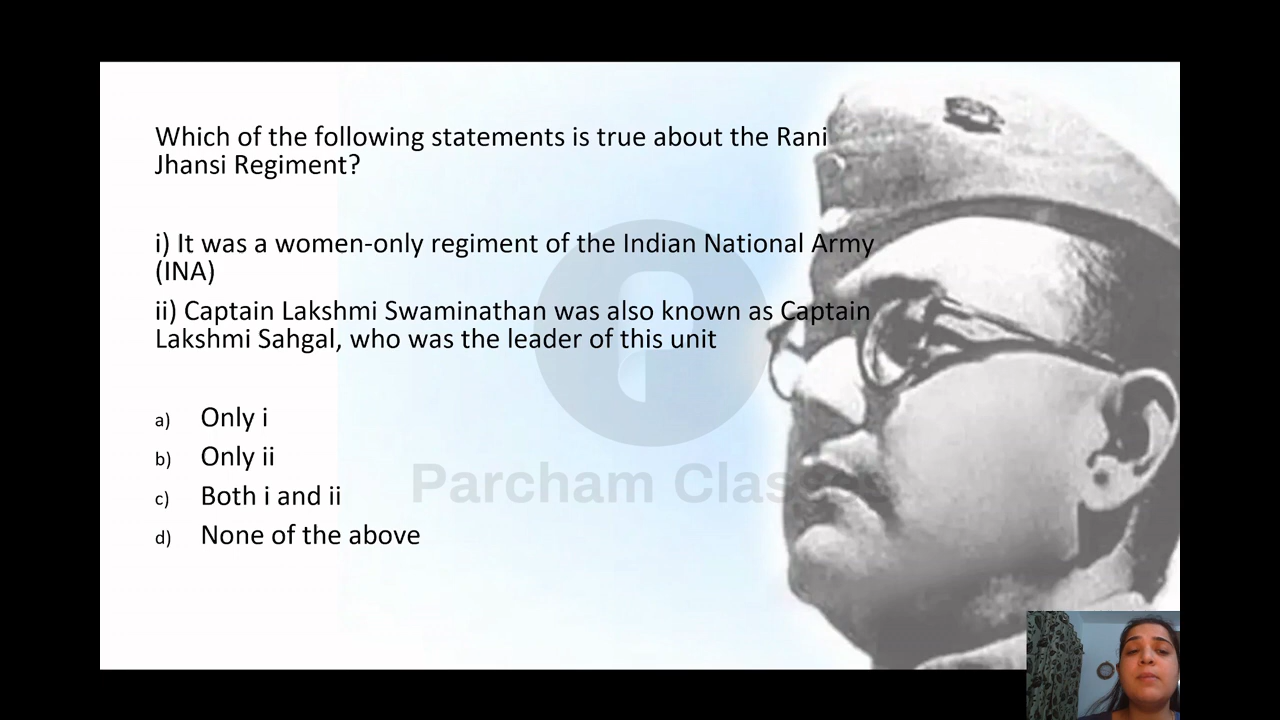 Which of the following statements is true about the Rani
Jhansi Regiment?
i) It was a women-only regiment of the Indian National Army
(INA)
ii) Captain Lakshmi Swaminathan was also known as Captain
Lakshmi Sahgal, who was the leader of this unit
a) Only i
b) Only ii
c) Both i and ii
d) None of the above
Parcham Clas